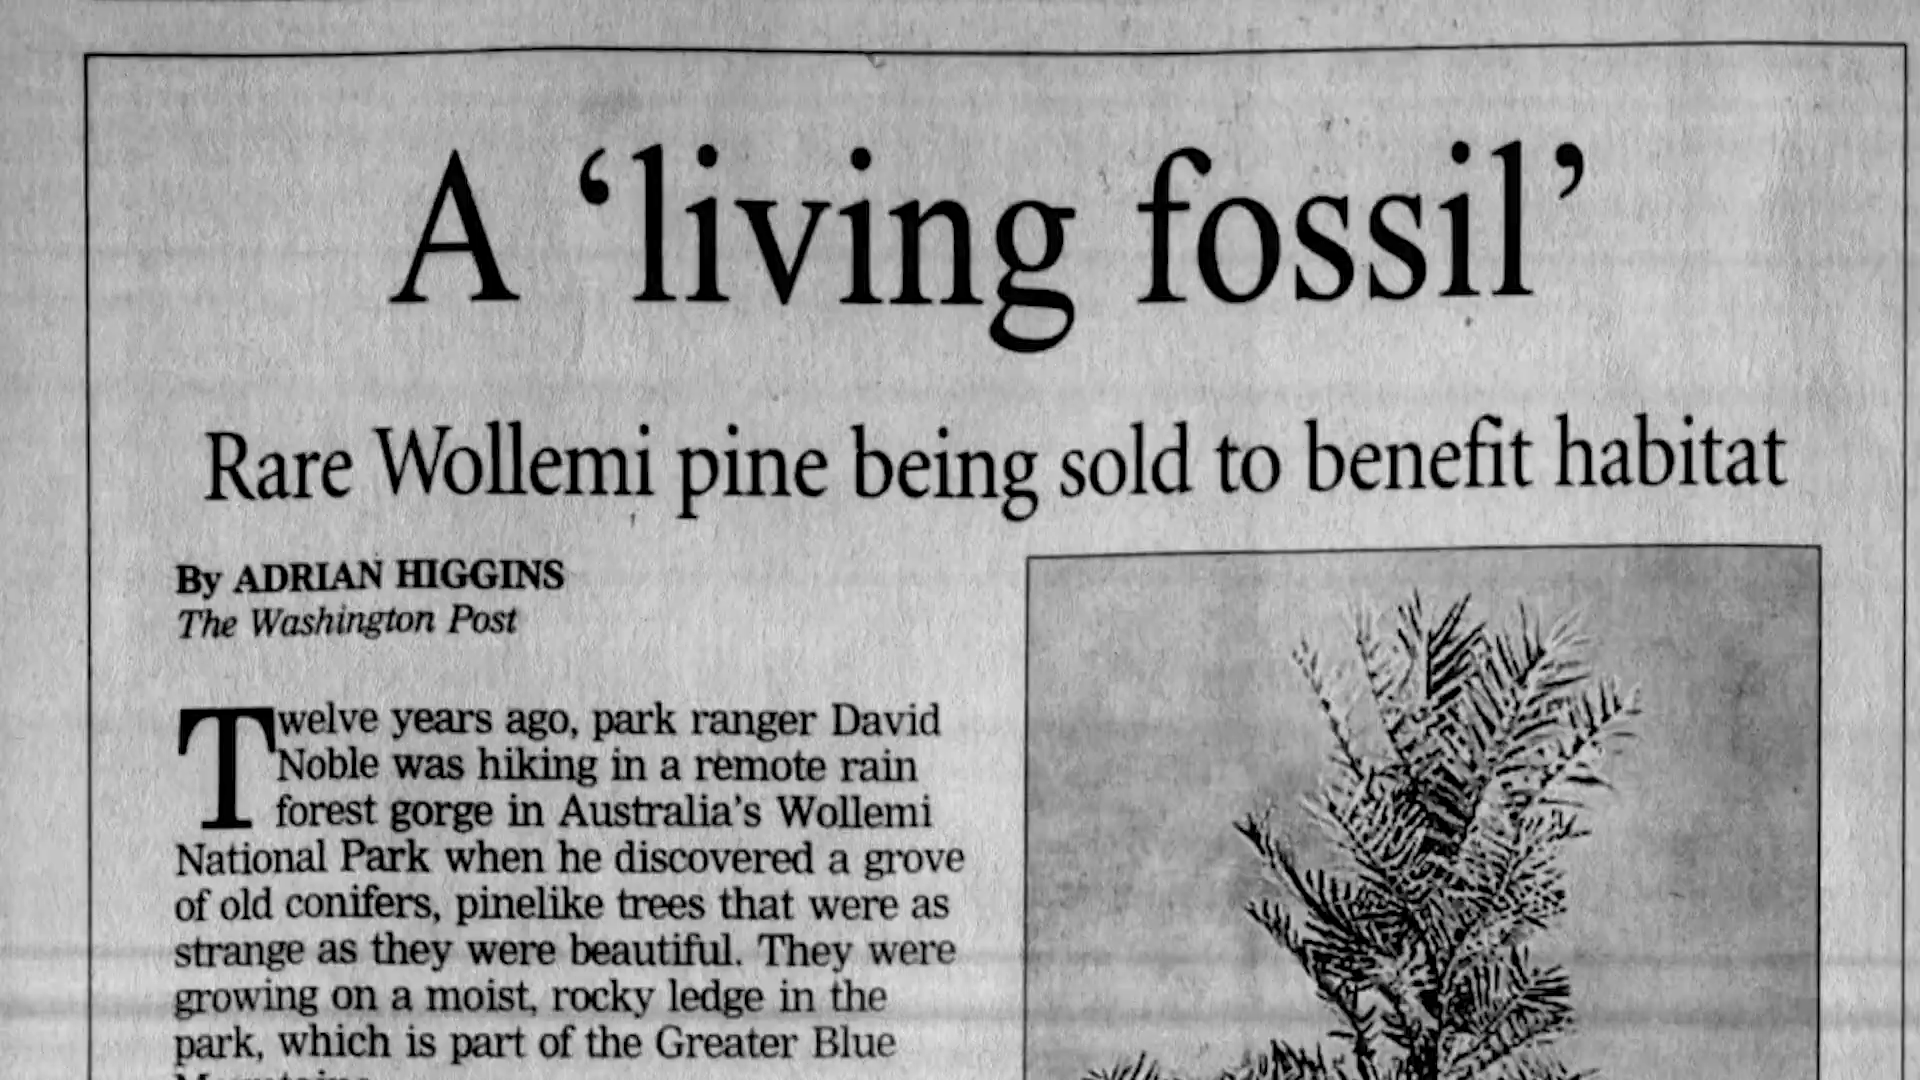 A ‘living fossil’
Rare Wollemi pine being sold to benefit habitat
By ADRIAN HIGGINS
The Washington Post
Twelve years ago, park ranger David
Noble was hiking in a remote rain
forest gorge in Australia's Wollemi
National Park when he discovered a grove
of old conifers, pinelike trees that were as
strange as they were beautiful. They were
growing on a moist, rocky ledge in the
park, which is part of the Greater Blue